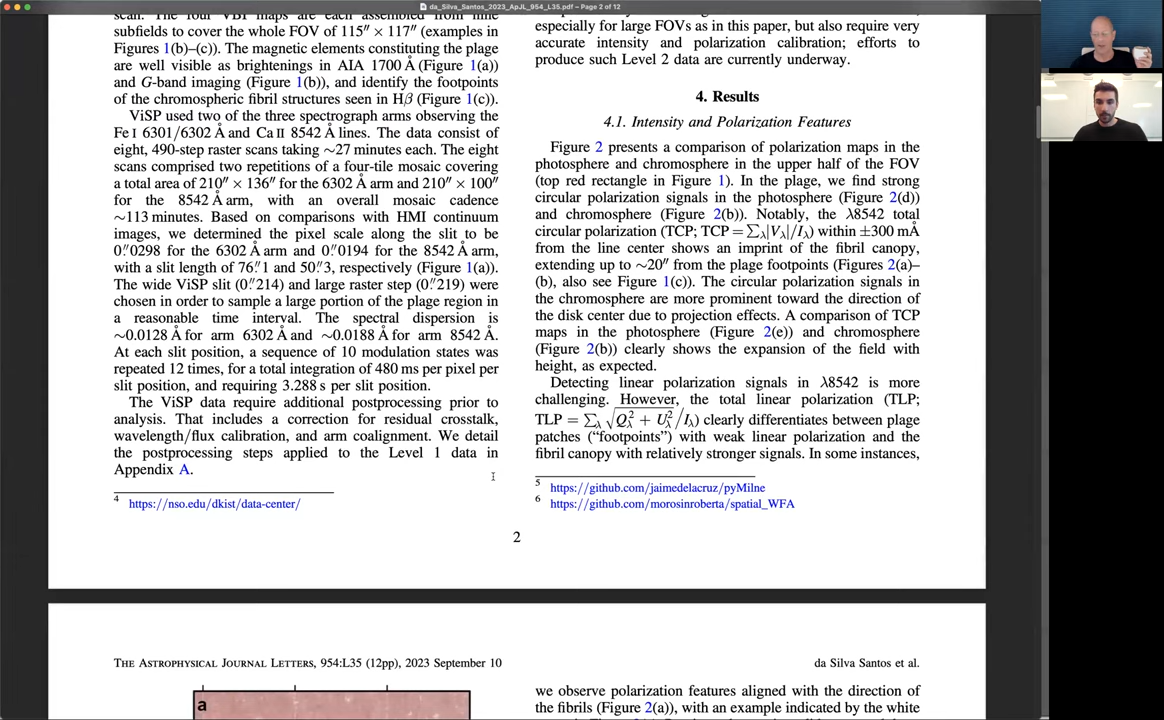 da_Silva_Santos_2023_ApJL_954_L35.pdf – Page 2 of 12
scan. The four VBI maps are each assembled from nine
subfields to cover the whole FOV of 115″ × 117″ (examples in
Figures 1(b)–(c)). The magnetic elements constituting the plage
are well visible as brightenings in AIA 1700 Å (Figure 1(a))
and G-band imaging (Figure 1(b)), and identify the footpoints
of the chromospheric fibril structures seen in Hβ (Figure 1(c)).
ViSP used two of the three spectrograph arms observing the
Fe I 6301/6302 Å and Ca II 8542 Å lines. The data consist of
eight, 490-step raster scans taking ~27 minutes each. The eight
scans comprised two repetitions of a four-tile mosaic covering
a total area of 210″ × 136″ for the 6302 Å arm and 210″ × 100″
for the 8542 Å arm, with an overall mosaic cadence
~113 minutes. Based on comparisons with HMI continuum
images, we determined the pixel scale along the slit to be
0.″0298 for the 6302 Å arm and 0.″0194 for the 8542 Å arm,
with a slit length of 76.″1 and 50.″3, respectively (Figure 1(a)).
The wide ViSP slit (0.″214) and large raster step (0.″219) were
chosen in order to sample a large portion of the plage region in
a reasonable time interval. The spectral dispersion is
~0.0128 Å for arm 6302 Å and ~0.0188 Å for arm 8542 Å.
At each slit position, a sequence of 10 modulation states was
repeated 12 times, for a total integration of 480 ms per pixel per
slit position, and requiring 3.288 s per slit position.
The ViSP data require additional postprocessing prior to
analysis. That includes a correction for residual crosstalk,
wavelength/flux calibration, and arm coalignment. We detail
the postprocessing steps applied to the Level 1 data in
Appendix A.
4 https://nso.edu/dkist/data-center/
especially for large FOVs as in this paper, but also require very
accurate intensity and polarization calibration; efforts to
produce such Level 2 data are currently underway.
4. Results
4.1. Intensity and Polarization Features
Figure 2 presents a comparison of polarization maps in the
photosphere and chromosphere in the upper half of the FOV
(top red rectangle in Figure 1). In the plage, we find strong
circular polarization signals in the photosphere (Figure 2(d))
and chromosphere (Figure 2(b)). Notably, the λ8542 total
circular polarization (TCP; TCP = ∑λ|Vλ|/Iλ) within ±300 mÅ
from the line center shows an imprint of the fibril canopy,
extending up to ~20″ from the plage footpoints (Figures 2(a)–
(b), also see Figure 1(c)). The circular polarization signals in
the chromosphere are more prominent toward the direction of
the disk center due to projection effects. A comparison of TCP
maps in the photosphere (Figure 2(e)) and chromosphere
(Figure 2(b)) clearly shows the expansion of the field with
height, as expected.
Detecting linear polarization signals in λ8542 is more
challenging. However, the total linear polarization (TLP;
TLP = ∑λ √(Qλ² + Uλ²)/Iλ) clearly differentiates between plage
patches (“footpoints”) with weak linear polarization and the
fibril canopy with relatively stronger signals. In some instances,
5 https://github.com/jaimedelacruz/pyMilne
6 https://github.com/morosinroberta/spatial_WFA
2
The Astrophysical Journal Letters, 954:L35 (12pp), 2023 September 10
da Silva Santos et al.
a
we observe polarization features aligned with the direction of
the fibrils (Figure 2(a)), with an example indicated by the white